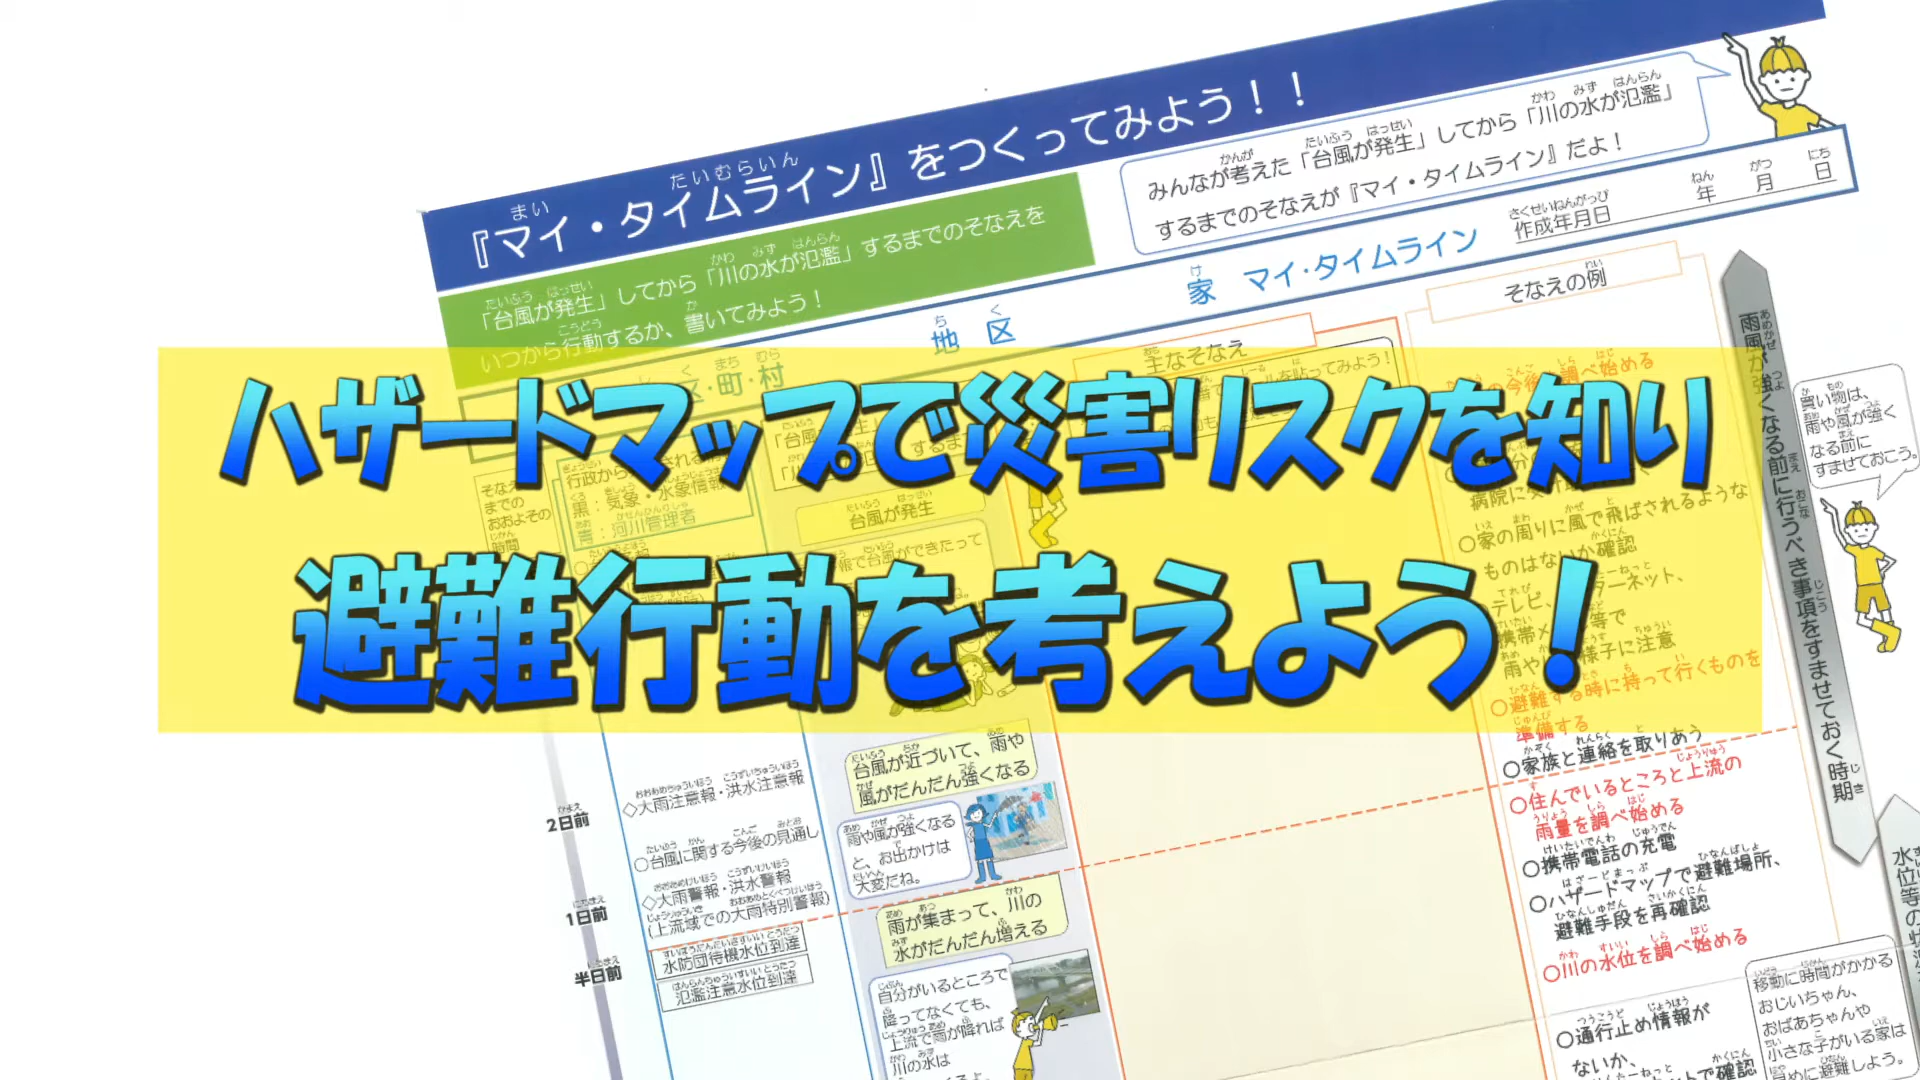 『マイ・タイムライン』をつくってみよう！！
「台風が発生」してから「川の水が氾濫」するまでのそなえを
いつから行動するか、書いてみよう！
みんなが考えた「台風が発生」してから「川の水が氾濫」
するまでのそなえが『マイ・タイムライン』だよ！
作成年月日 年 月 日
区・町・村
地区
家 マイ・タイムライン
ハザードマップで災害リスクを知り
避難行動を考えよう！
そなえ
までの
おおよその
時間
2日前
1日前
半日前
行政から
黒：気象・水象情報
青：河川管理者
◇大雨注意報・洪水注意報
○台風に関する今後の見通し
◇大雨警報・洪水警報
(上流域での大雨特別警報)
水防団待機水位到達
氾濫注意水位到達
台風が発生
台風が近づいて、雨や
風がだんだん強くなる
雨や風が強くなる
と、お出かけは
大変だね。
雨が集まって、川の
水がだんだん増える
自分がいるところで
降ってなくても、
上流で雨が降れば
川の水は
主なそなえ
そなえの例
○家の周りに風で飛ばされるような
ものはないか確認
○避難する時に持って行くものを
準備する
○家族と連絡を取りあう
○住んでいるところと上流の
雨量を調べ始める
○携帯電話の充電
○ハザードマップで避難場所、
避難手段を再確認
○川の水位を調べ始める
○通行止め情報が
ないか、
雨風が強くなる前に行うべき事項をすませておく時期
買い物は、
雨や風が強く
なる前に
すませておこう。
移動に時間がかかる
おじいちゃん、
おばあちゃんや
小さな子がいる家は
早めに避難しよう。